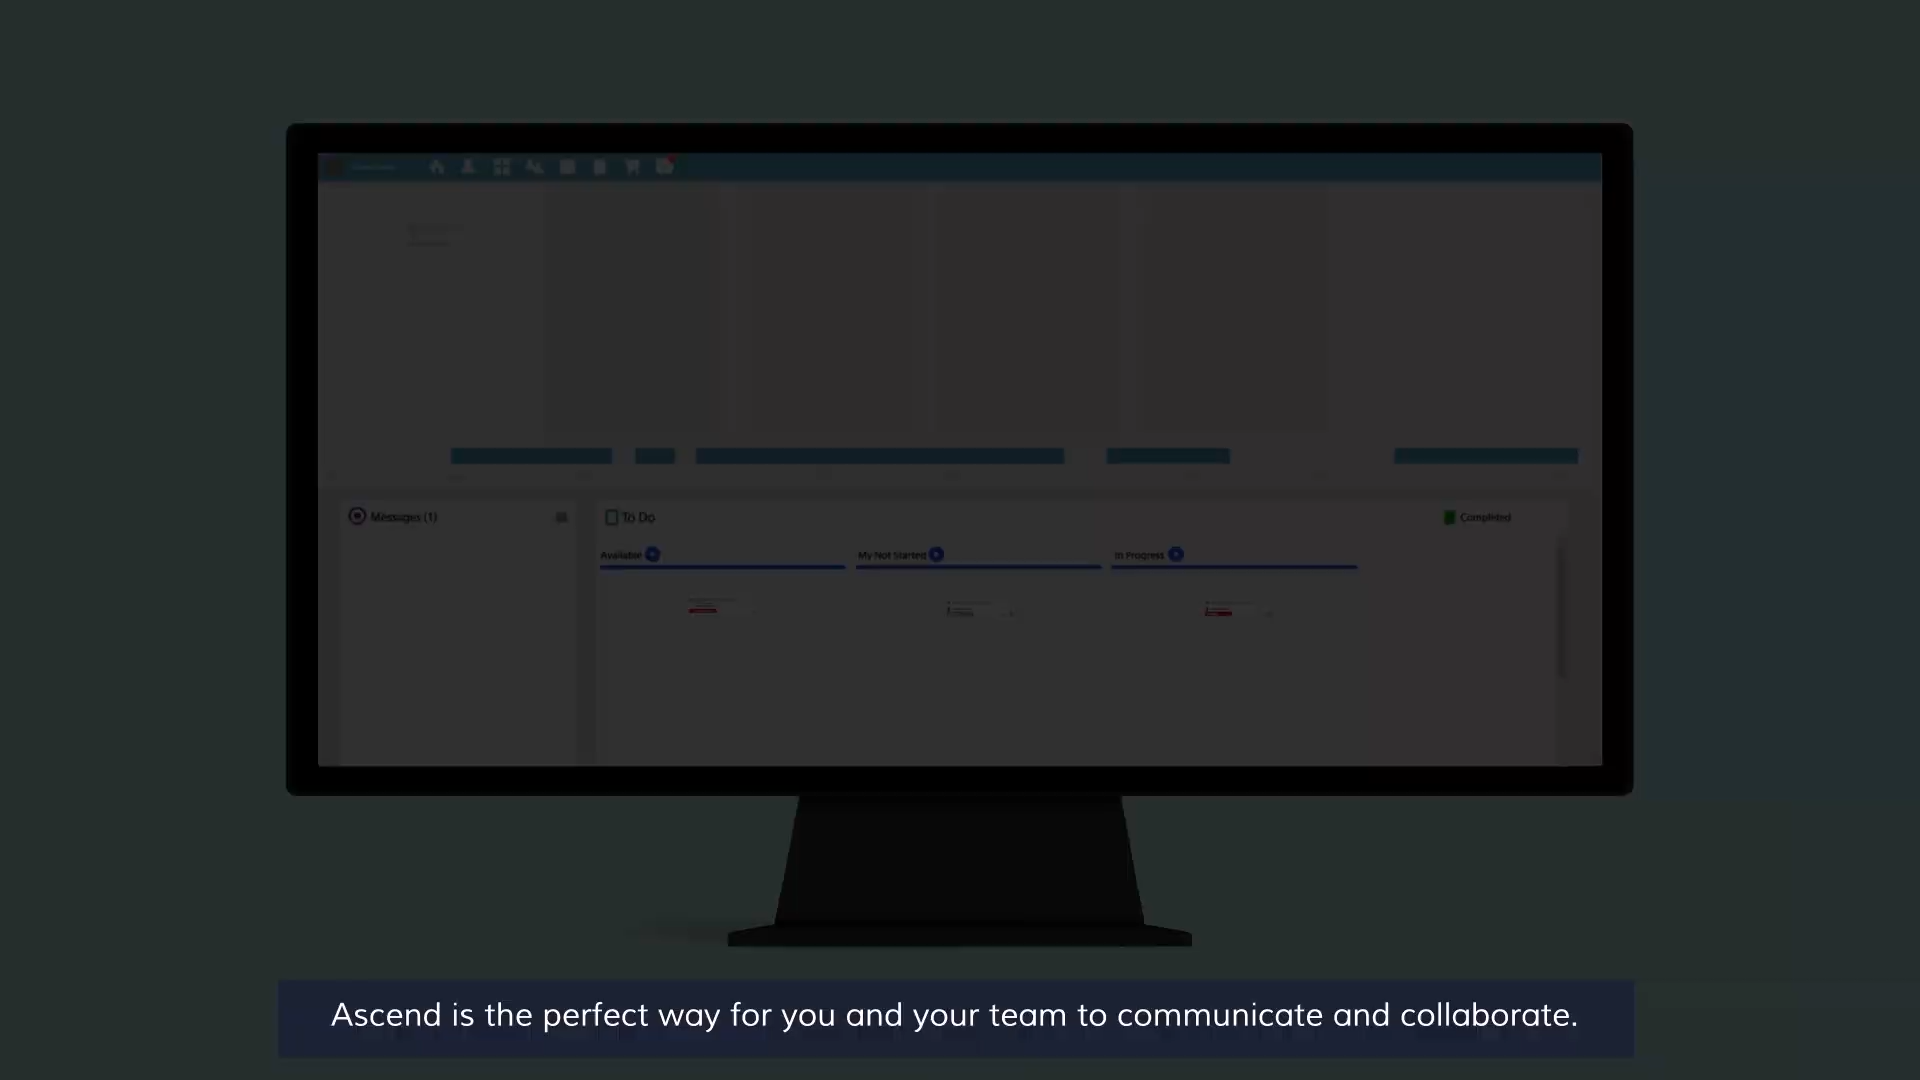 Messages (1)
To Do
Completed
Available
My Not Started
In Progress
Ascend is the perfect way for you and your team to communicate and collaborate.